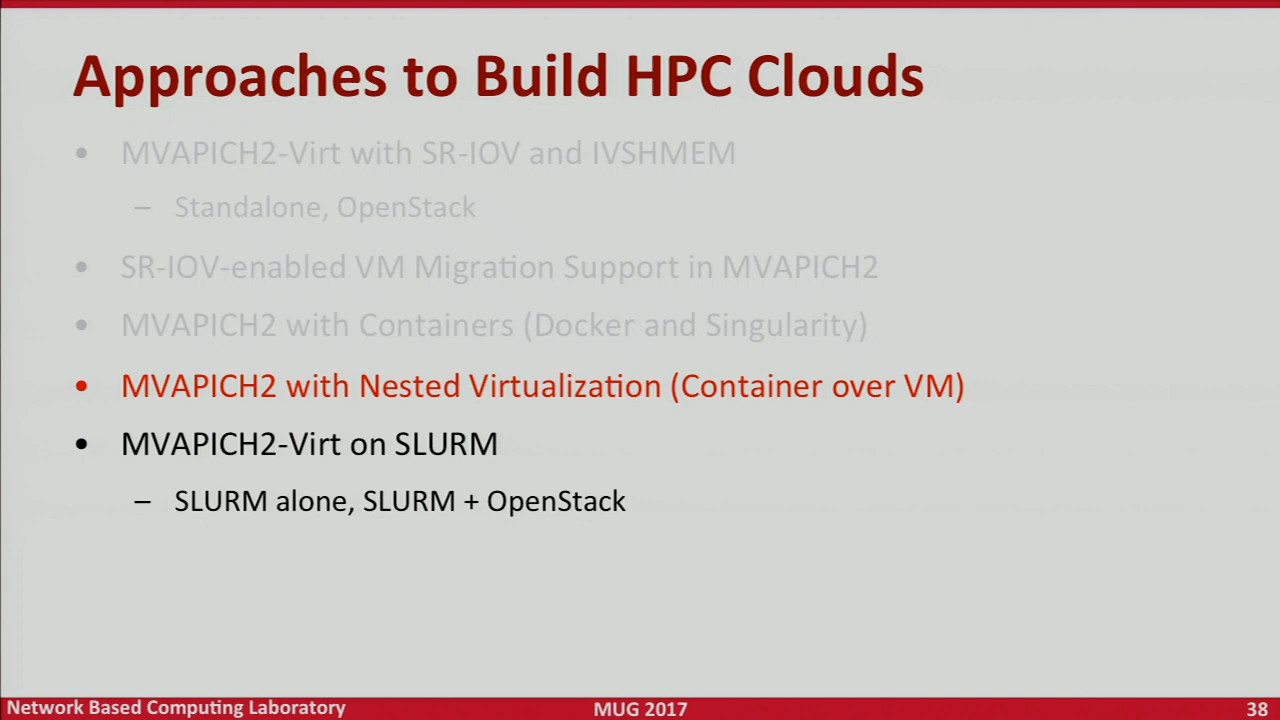 Approaches to Build HPC Clouds
• MVAPICH2-Virt with SR-IOV and IVSHMEM
– Standalone, OpenStack
• SR-IOV-enabled VM Migration Support in MVAPICH2
• MVAPICH2 with Containers (Docker and Singularity)
• MVAPICH2 with Nested Virtualization (Container over VM)
• MVAPICH2-Virt on SLURM
– SLURM alone, SLURM + OpenStack
Network Based Computing Laboratory
MUG 2017
38